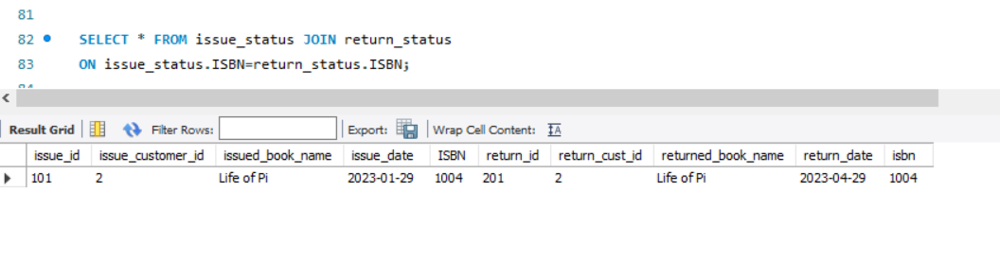 81
82 SELECT * FROM issue_status JOIN return_status
83 ON issue_status.ISBN=return_status.ISBN;
84
Result Grid Filter Rows: Export: Wrap Cell Content: IA
issue_id issue_customer_id issued_book_name issue_date ISBN return_id return_cust_id returned_book_name return_date isbn
101 2 Life of Pi 2023-01-29 1004 201 2 Life of Pi 2023-04-29 1004